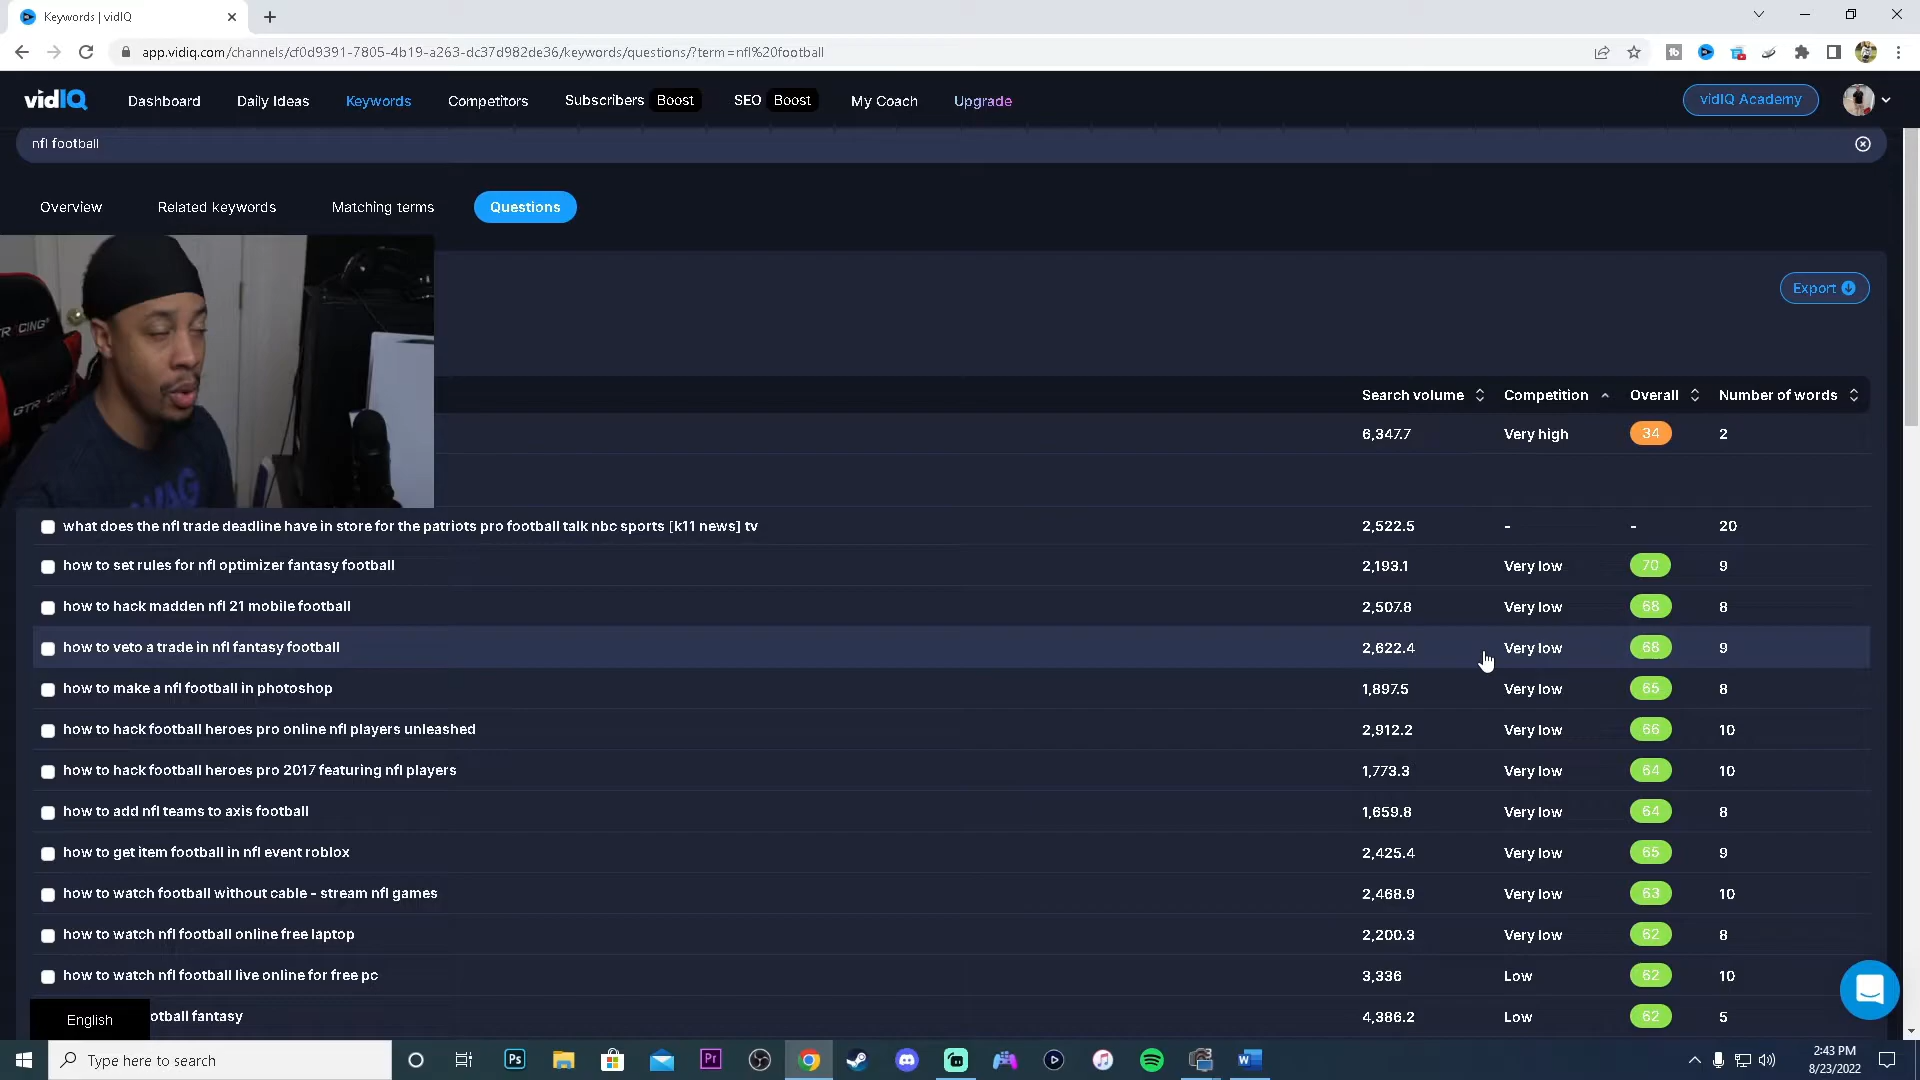 Keywords | vidIQ
app.vidiq.com/channels/cf0d9391-7805-4b19-a263-dc37d982de36/keywords/questions/?term=nfl%20football
vidIQ Dashboard Daily Ideas Keywords Competitors Subscribers Boost SEO Boost My Coach Upgrade vidIQ Academy
nfl football
Overview Related keywords Matching terms Questions
Export
Search volume Competition Overall Number of words
6,347.7 Very high 34 2
what does the nfl trade deadline have in store for the patriots pro football talk nbc sports [k11 news] tv 2,522.5 - - 20
how to set rules for nfl optimizer fantasy football 2,193.1 Very low 70 9
how to hack madden nfl 21 mobile football 2,507.8 Very low 68 8
how to veto a trade in nfl fantasy football 2,622.4 Very low 68 9
how to make a nfl football in photoshop 1,897.5 Very low 65 8
how to hack football heroes pro online nfl players unleashed 2,912.2 Very low 66 10
how to hack football heroes pro 2017 featuring nfl players 1,773.3 Very low 64 10
how to add nfl teams to axis football 1,659.8 Very low 64 8
how to get item football in nfl event roblox 2,425.4 Very low 65 9
how to watch football without cable - stream nfl games 2,468.9 Very low 63 10
how to watch nfl football online free laptop 2,200.3 Very low 62 8
how to watch nfl football live online for free pc 3,336 Low 62 10
English otball fantasy 4,386.2 Low 62 5
Type here to search
Ps
Pr
W
2:43 PM
8/23/2022